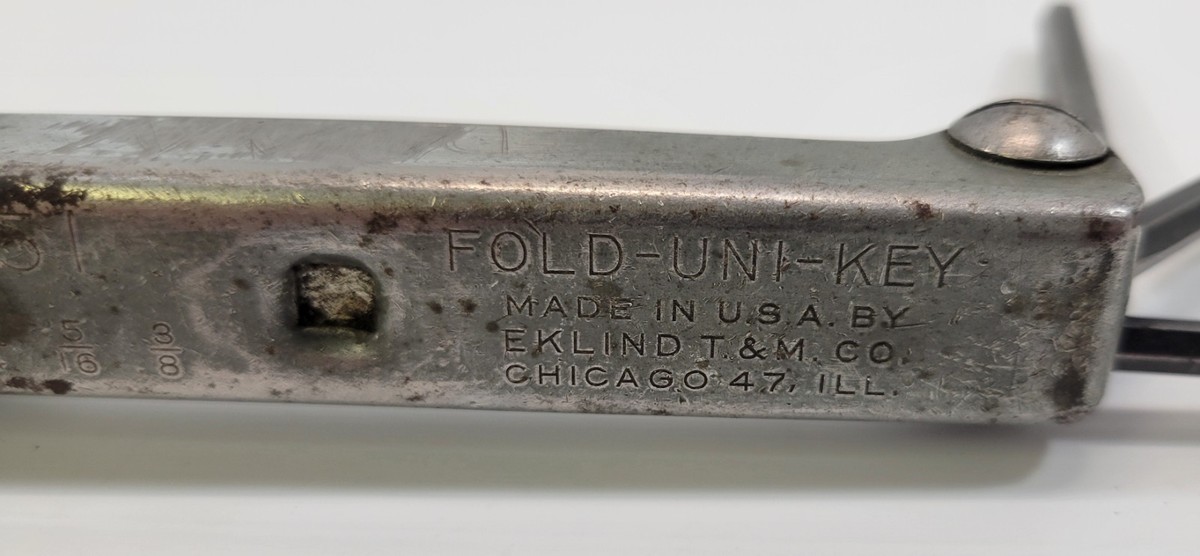 FOLD-UNI-KEY
MADE IN U.S.A. BY
EKLIND T. & M. CO.
CHICAGO 47, ILL.
5/16
3/8